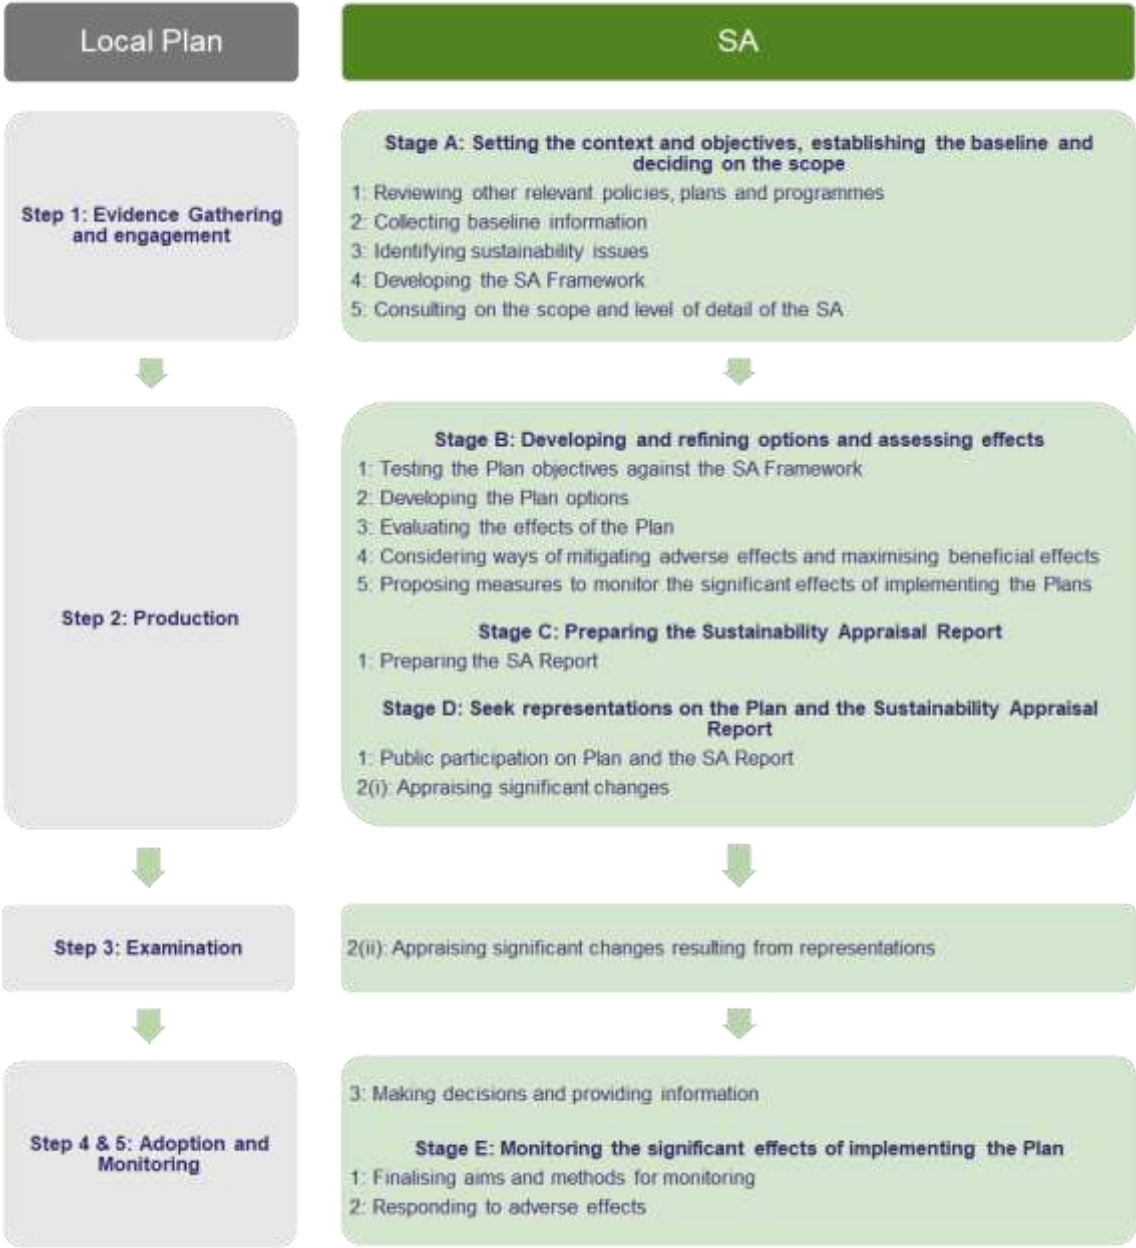 Local Plan
SA
Step 1: Evidence Gathering
and engagement
Stage A: Setting the context and objectives, establishing the baseline and
deciding on the scope
1: Reviewing other relevant policies, plans and programmes
2: Collecting baseline information
3: Identifying sustainability issues
4: Developing the SA Framework
5: Consulting on the scope and level of detail of the SA
Step 2: Production
Stage B: Developing and refining options and assessing effects
1: Testing the Plan objectives against the SA Framework
2: Developing the Plan options
3: Evaluating the effects of the Plan
4: Considering ways of mitigating adverse effects and maximising beneficial effects
5: Proposing measures to monitor the significant effects of implementing the Plans
Stage C: Preparing the Sustainability Appraisal Report
1: Preparing the SA Report
Stage D: Seek representations on the Plan and the Sustainability Appraisal
Report
1: Public participation on Plan and the SA Report
2(i): Appraising significant changes
Step 3: Examination
2(ii): Appraising significant changes resulting from representations
Step 4 & 5: Adoption and
Monitoring
3: Making decisions and providing information
Stage E: Monitoring the significant effects of implementing the Plan
1: Finalising aims and methods for monitoring
2: Responding to adverse effects